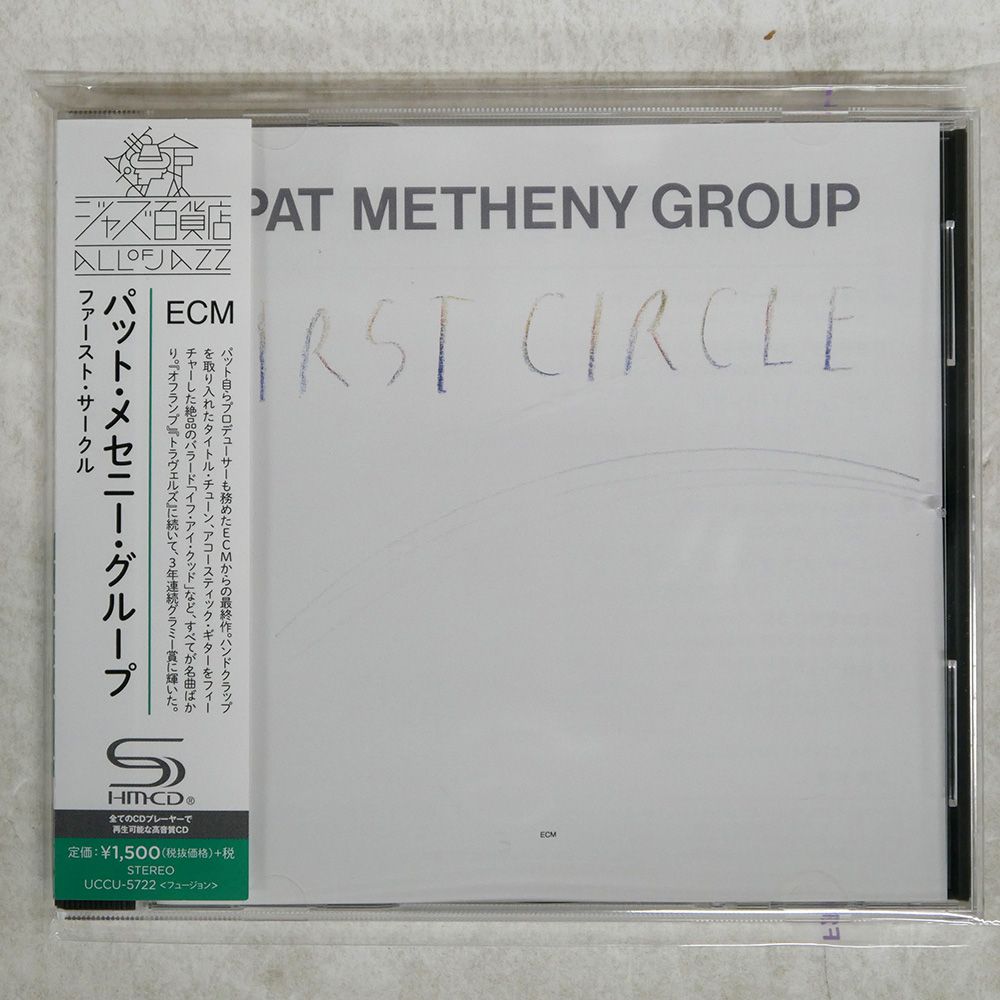 ジャズ百貨店
ALL OF JAZZ
ECM
パット・メセニー・グループ
ファースト・サークル
パット自らプロデューサーも務めたECMからの最終作。ハンドクラップ
を取り入れたタイトル・チューン、アコースティック・ギターをフィー
チャーした絶品のバラード「イフ・アイ・クッド」など、すべてが名曲ばか
り。『オフランプ』『トラヴェルズ』に続いて、3年連続グラミー賞に輝いた。
HM-CD®
全てのCDプレーヤーで
再生可能な高音質CD
定価:¥1,500(税抜価格)+税
STEREO
UCCU-5722 <フュージョン>
PAT METHENY GROUP
IRST CIRCLE
ECM